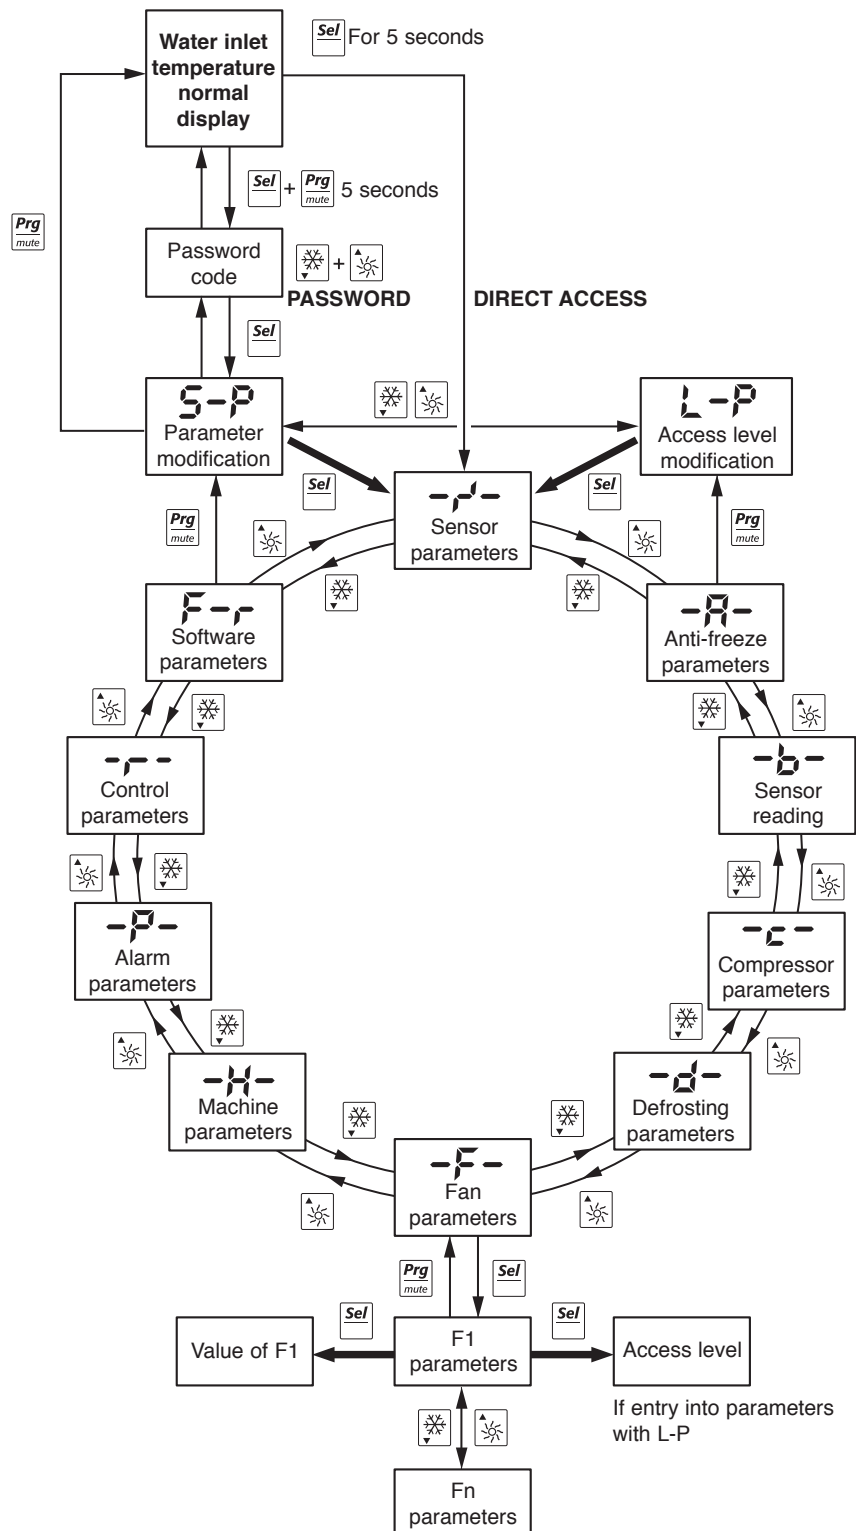 Water inlet
temperature
normal
display
Sel For 5 seconds
Sel + Prg mute 5 seconds
Prg
mute
Password
code
+
PASSWORD
DIRECT ACCESS
Sel
S-P
Parameter
modification
L-P
Access level
modification
Sel
Sel
-/-
Sensor
parameters
Prg
mute
Prg
mute
F-r
Software
parameters
-A-
Anti-freeze
parameters
-r-
Control
parameters
-b-
Sensor
reading
-P-
Alarm
parameters
-c-
Compressor
parameters
-H-
Machine
parameters
-d-
Defrosting
parameters
-F-
Fan
parameters
Prg
mute
Sel
Sel
Sel
Value of F1
F1
parameters
Access level
If entry into parameters
with L-P
Fn
parameters